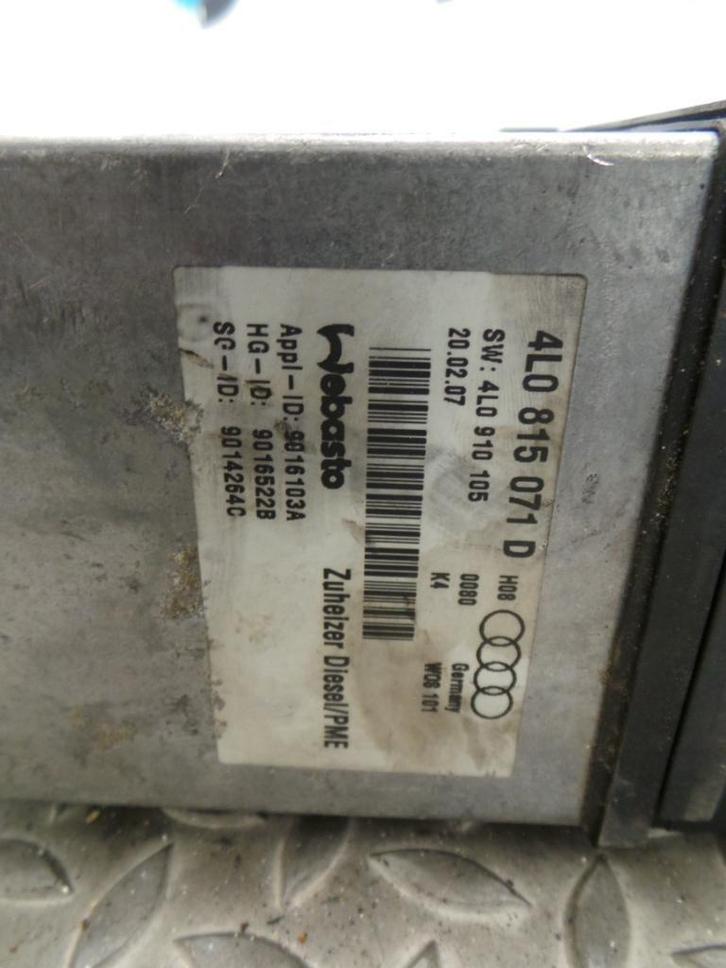 4L0 815 071 D
H08
SW: 4L0 910 105
0080
Germany
20.02.07
K4
W06 101
Webasto
Zuheizer Diesel/PME
Appl-ID: 9016103A
HG-ID: 9016522B
SG-ID: 9014264C